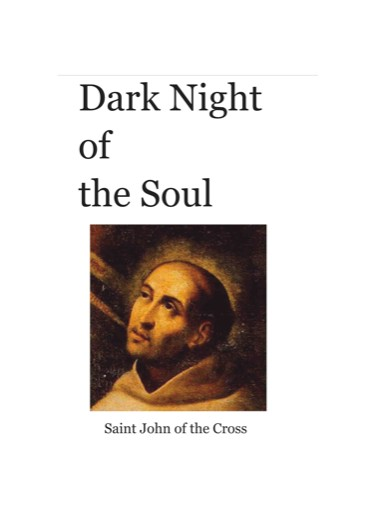 Dark Night
of
the Soul
Saint John of the Cross